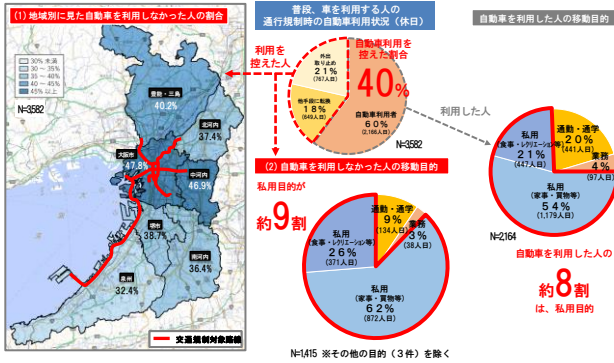 (1) 地域別に見た自動車を利用しなかった人の割合
30% 未満
30～ 35%
35～ 40%
40～ 45%
45% 以上
N=3,582
豊能・三島
40.2%
北河内
37.4%
大阪市
47.8%
中河内
46.9%
堺市
38.7%
南河内
36.4%
泉州
32.4%
交通規制対象路線
普段、車を利用する人の
通行規制時の自動車利用状況（休日）
利用を
控えた人
自動車利用を
控えた割合
40%
外出
取り止め
21%
(767人日)
他手段に転換
18%
(649人日)
自動車利用者
60%
(2,166人日)
N=3,582
利用した人
(2) 自動車を利用しなかった人の移動目的
私用目的が
約9割
通勤・通学
9%
(134人日)
業務
3%
(38人日)
私用
(食事・レクリエーション等)
26%
(371人日)
私用
(家事・買物等)
62%
(872人日)
N=1,415 ※その他の目的（３件）を除く
自動車を利用した人の移動目的
通勤・通学
20%
(441人日)
業務
4%
(97人日)
私用
(食事・レクリエーション等)
21%
(447人日)
私用
(家事・買物等)
54%
(1,179人日)
N=2,164
自動車を利用した人の
約8割
は、私用目的